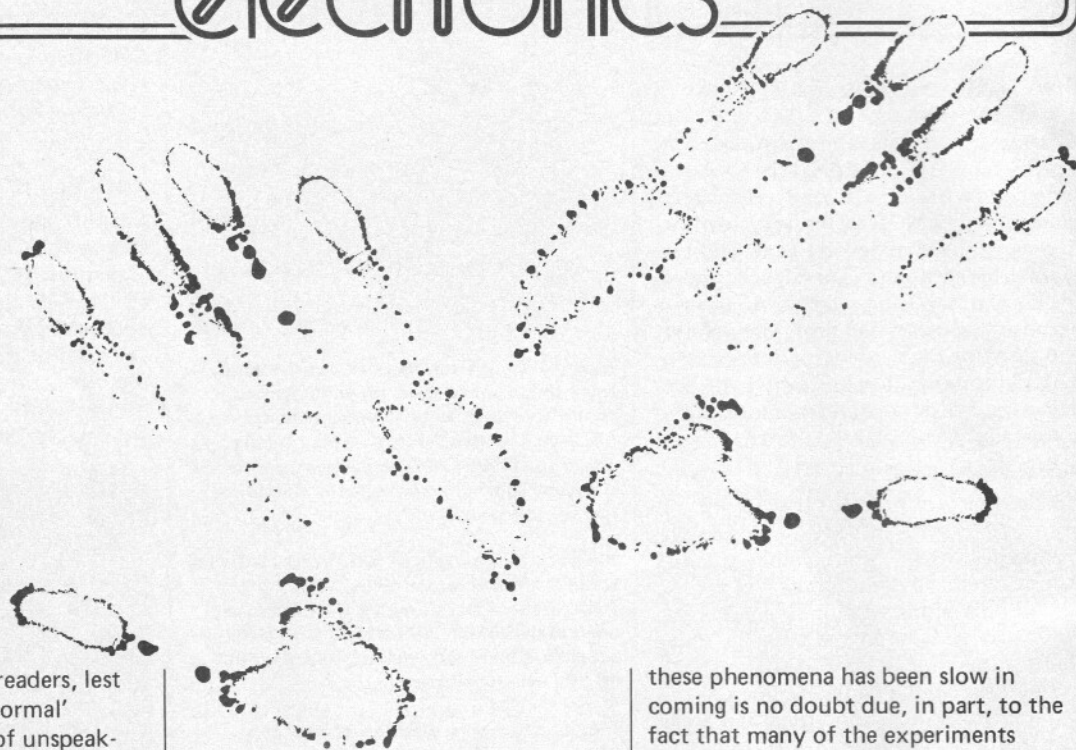 electronics
readers, lest
ormal'
of unspeak-
these phenomena has been slow in
coming is no doubt due, in part, to the
fact that many of the experiments